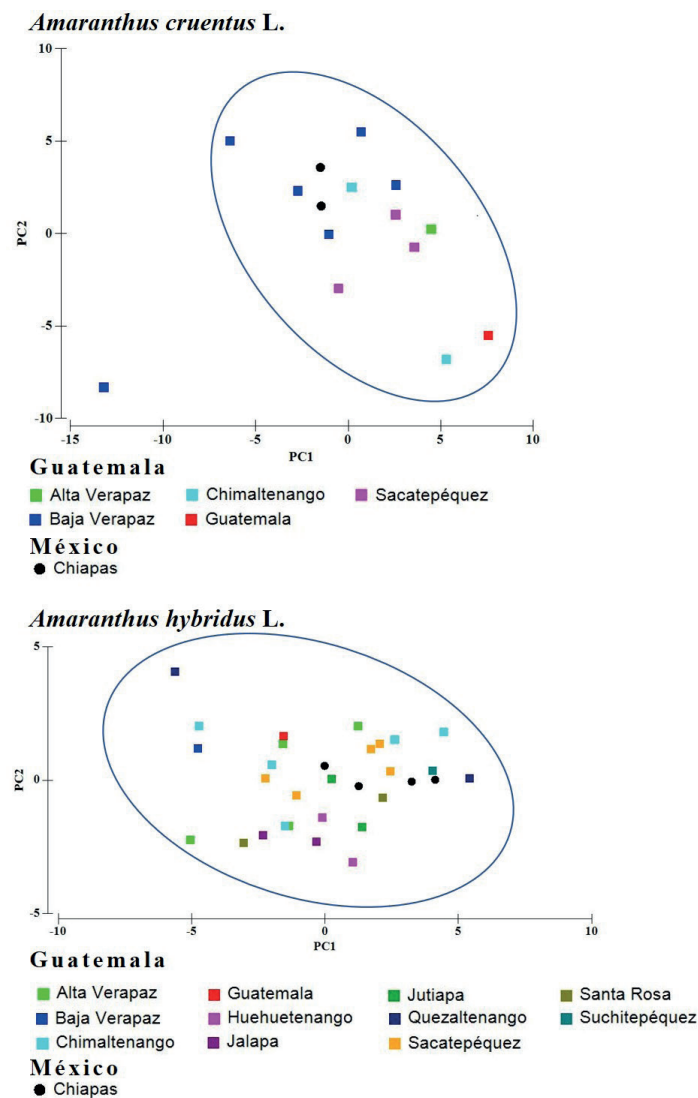 Amaranthus cruentus L.
10
5
0
-5
-10
PC2
-15 -10 -5 0 5 10
PC1
Guatemala
Alta Verapaz Chimaltenango Sacatepéquez
Baja Verapaz Guatemala
México
Chiapas
Amaranthus hybridus L.
5
0
-5
PC2
-10 -5 0 5 10
PC1
Guatemala
Alta Verapaz Guatemala Jutiapa Santa Rosa
Baja Verapaz Huehuetenango Quezaltenango Suchitepéquez
Chimaltenango Jalapa Sacatepéquez
México
Chiapas